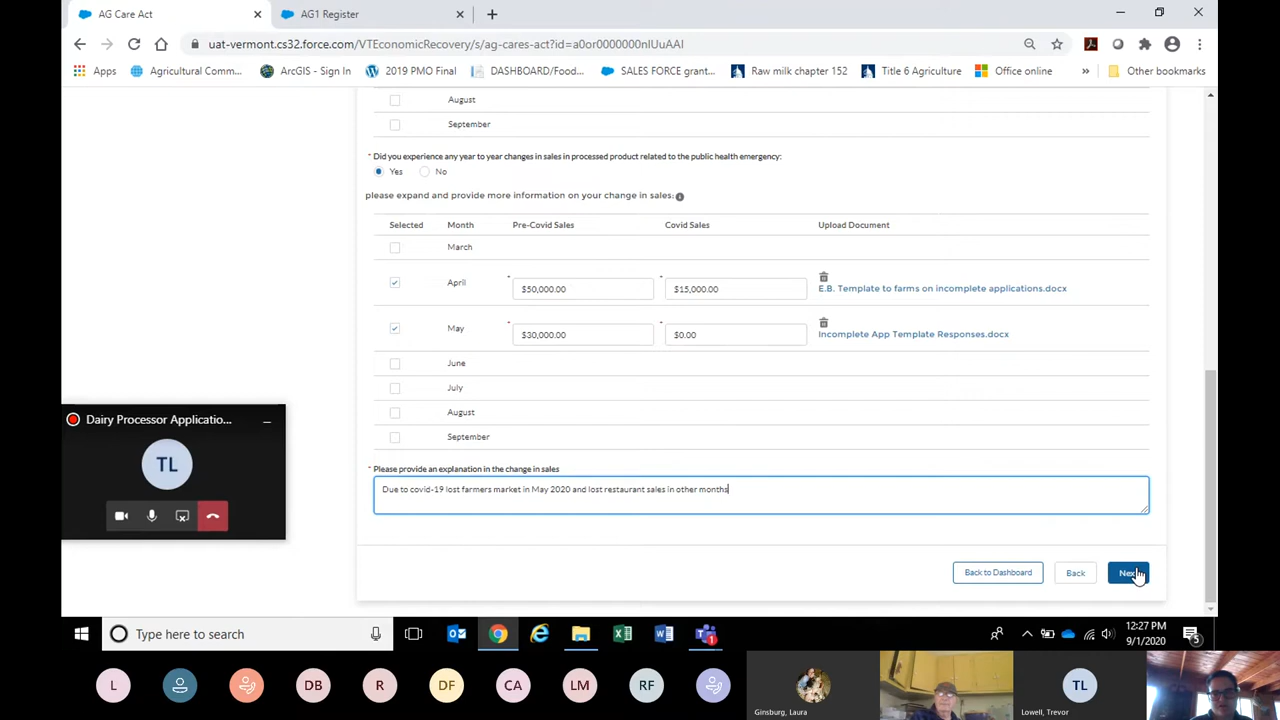 AG Care Act
AG1 Register
uat-vermont.cs32.force.com/VTEconomicRecovery/s/ag-cares-act?id=a0or0000000nIUuAAI
Apps
Agricultural Comm...
ArcGIS - Sign In
2019 PMO Final
DASHBOARD/Food...
SALES FORCE grant...
Raw milk chapter 152
Title 6 Agriculture
Office online
»
Other bookmarks
August
September
* Did you experience any year to year changes in sales in processed product related to the public health emergency:
Yes No
please expand and provide more information on your change in sales:
Selected Month Pre-Covid Sales Covid Sales Upload Document
March
April * $50,000.00 * $15,000.00 E.B. Template to farms on incomplete applications.docx
May * $30,000.00 * $0.00 Incomplete App Template Responses.docx
June
July
August
September
* Please provide an explanation in the change in sales
Due to covid-19 lost farmers market in May 2020 and lost restaurant sales in other months
Back to Dashboard Back Nex
Dairy Processor Applicatio...
TL
Type here to search
12:27 PM
9/1/2020
3
1
L
DB
R
DF
CA
LM
RF
Ginsburg, Laura
TL
Lowell, Trevor